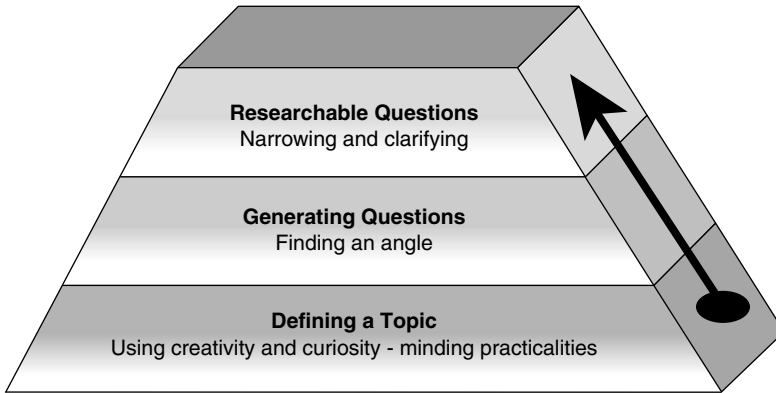 Researchable Questions
Narrowing and clarifying
Generating Questions
Finding an angle
Defining a Topic
Using creativity and curiosity - minding practicalities